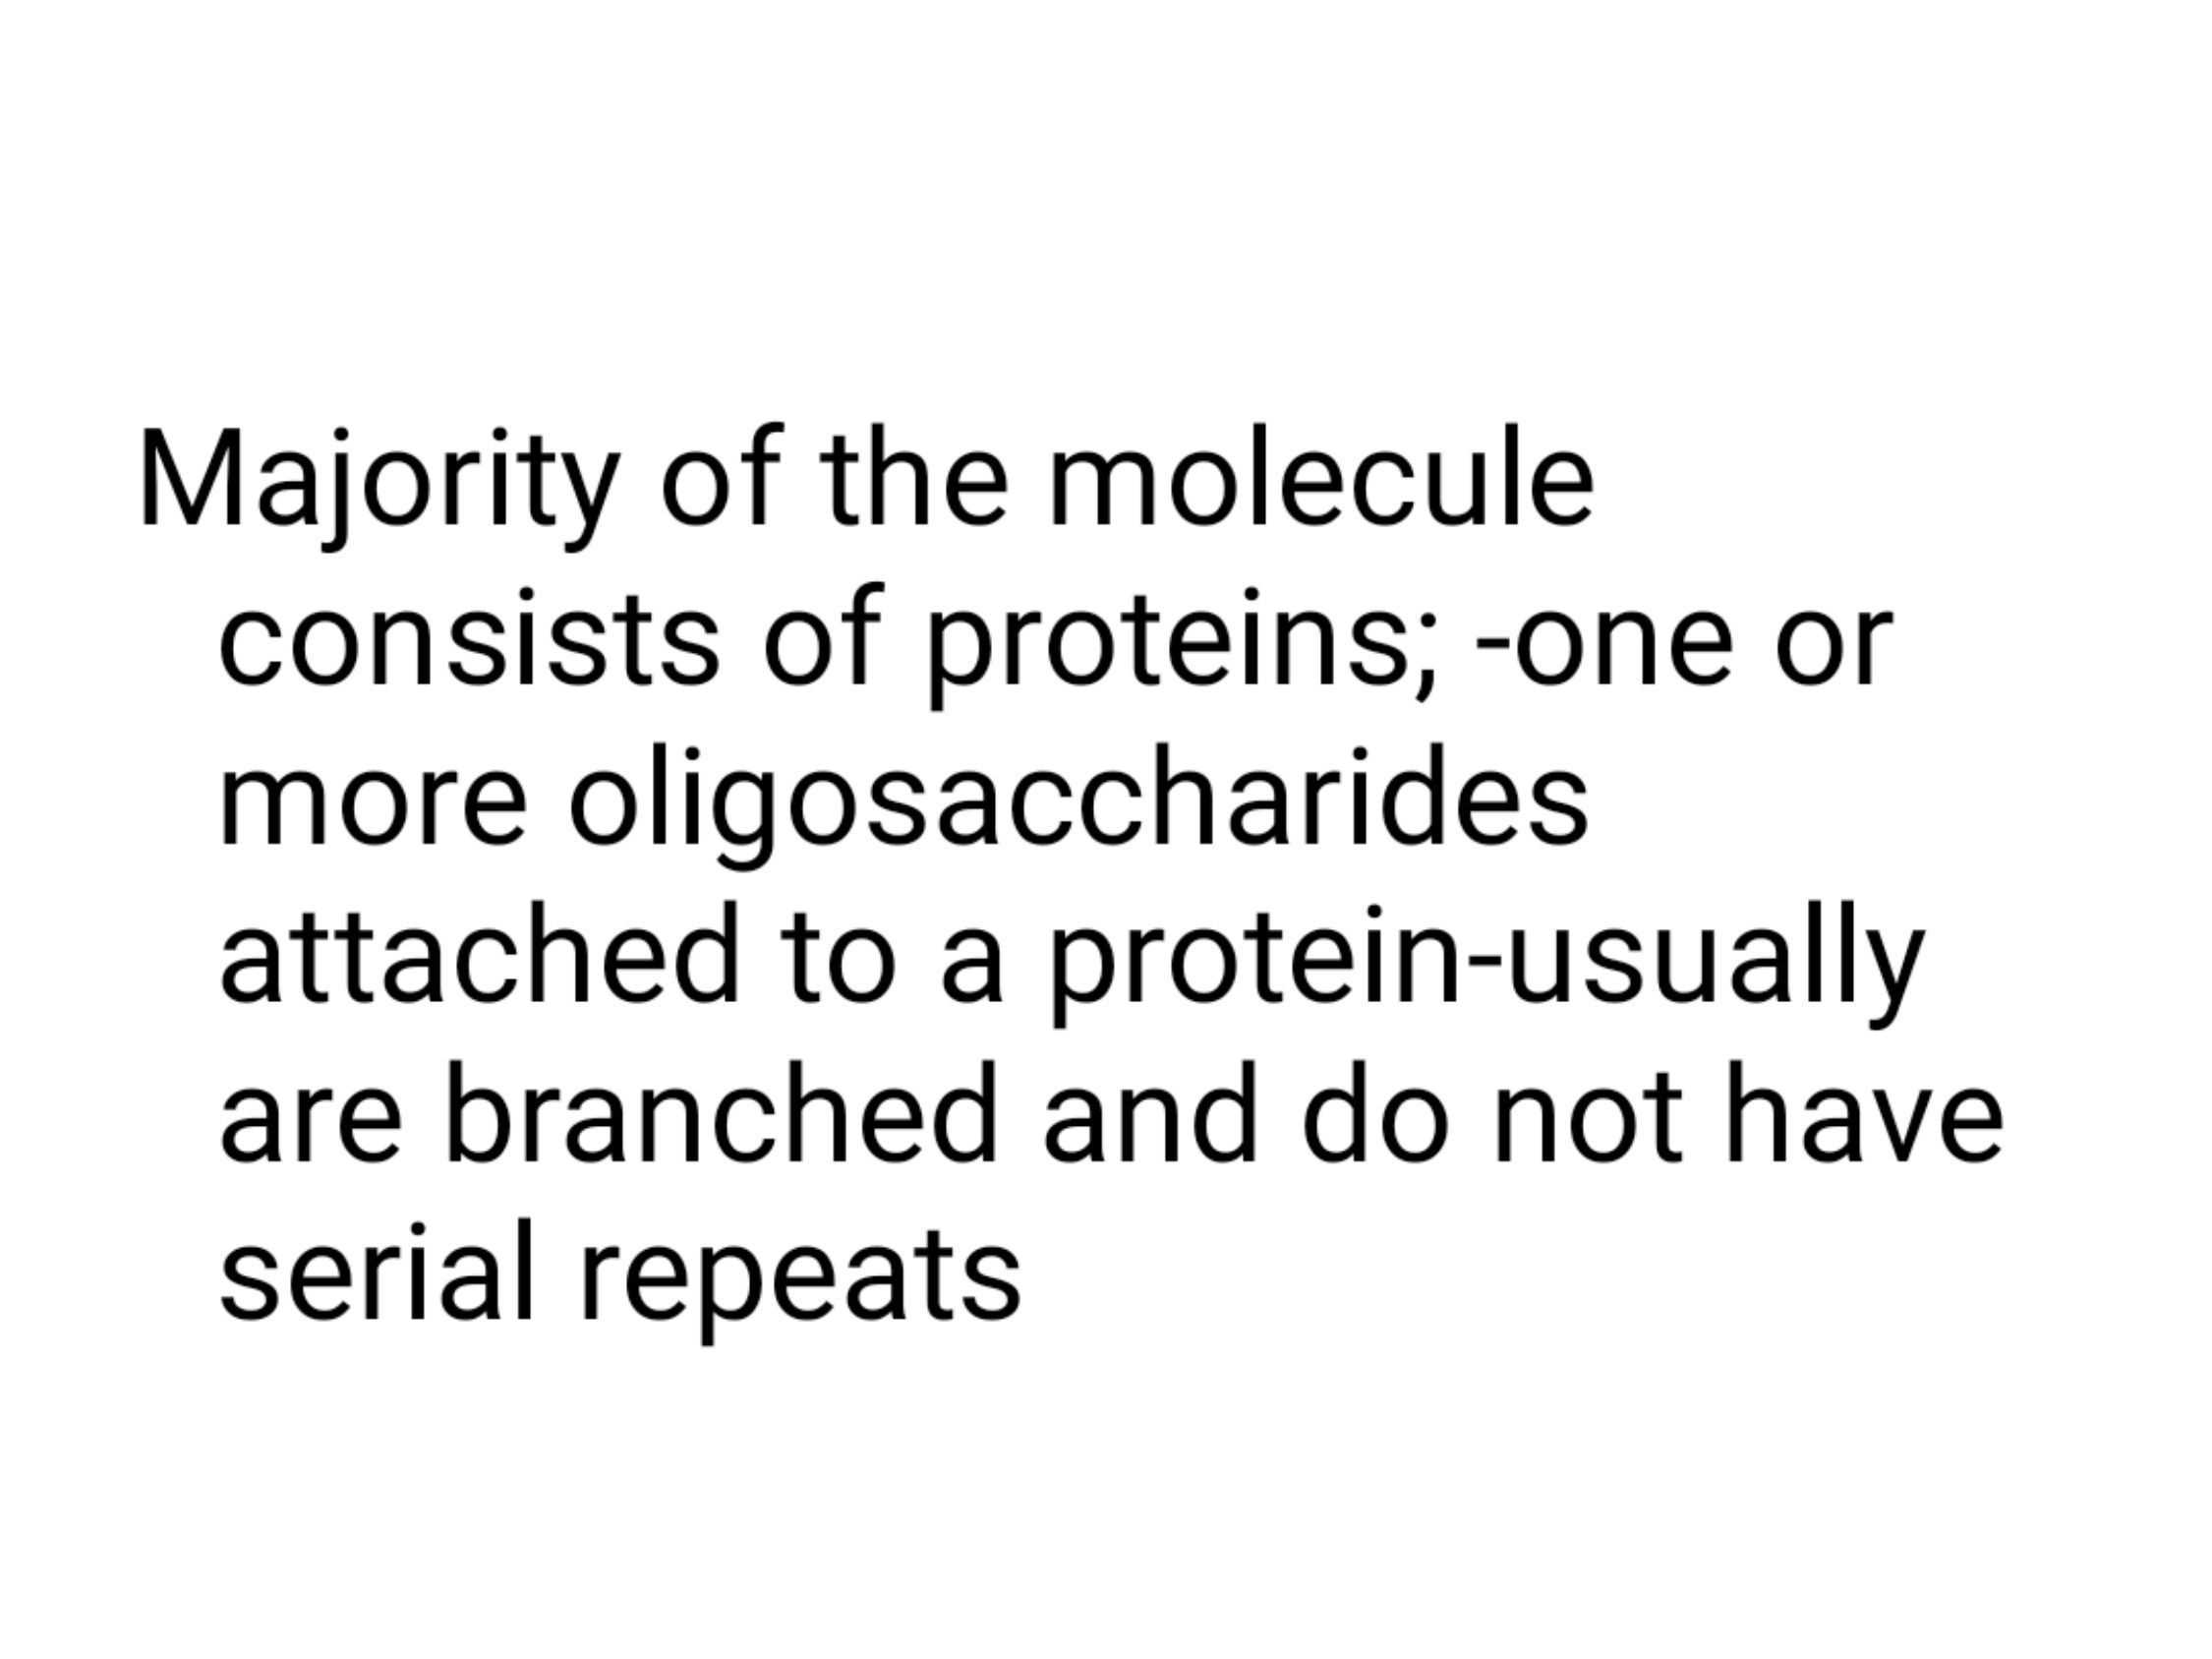 Majority of the molecule
consists of proteins; -one or
more oligosaccharides
attached to a protein-usually
are branched and do not have
serial repeats